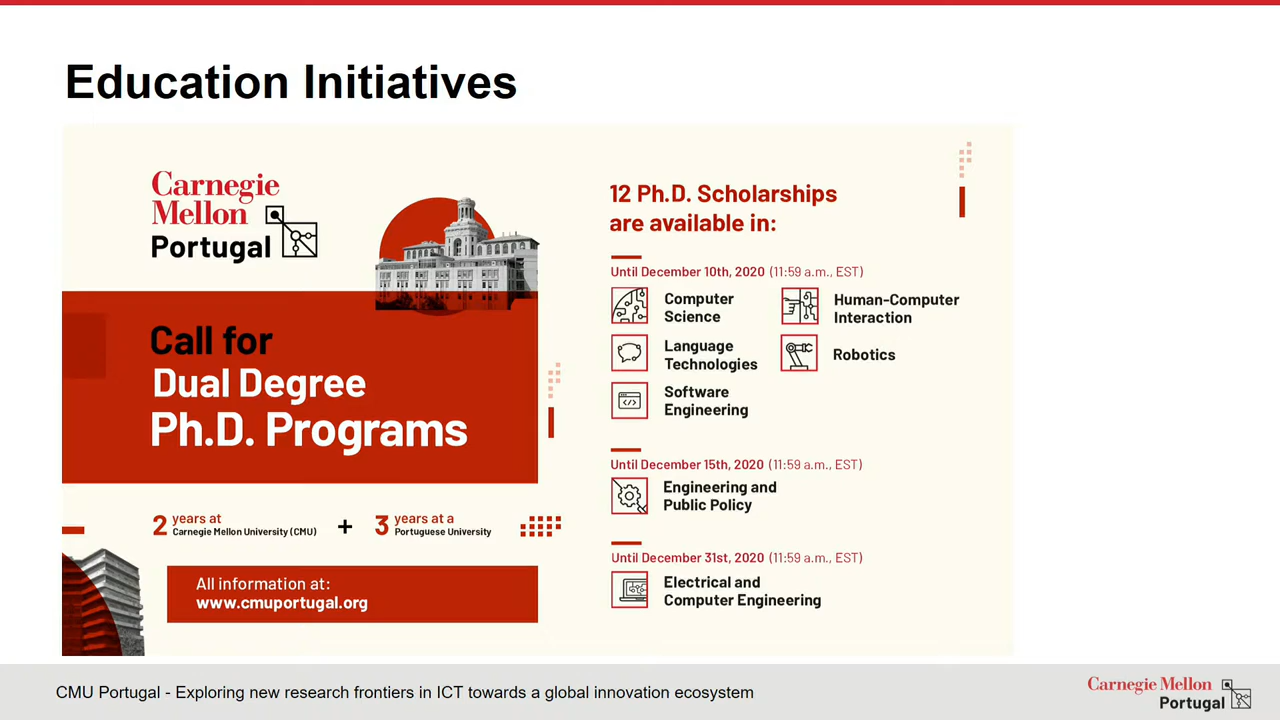 Education Initiatives
Carnegie
Mellon
Portugal
Call for
Dual Degree
Ph.D. Programs
2 years at
Carnegie Mellon University (CMU)
+
3 years at a
Portuguese University
All information at:
www.cmuportugal.org
12 Ph.D. Scholarships
are available in:
Until December 10th, 2020 (11:59 a.m., EST)
Computer
Science
Human-Computer
Interaction
Language
Technologies
Robotics
Software
Engineering
Until December 15th, 2020 (11:59 a.m., EST)
Engineering and
Public Policy
Until December 31st, 2020 (11:59 a.m., EST)
Electrical and
Computer Engineering
CMU Portugal - Exploring new research frontiers in ICT towards a global innovation ecosystem
Carnegie Mellon
Portugal